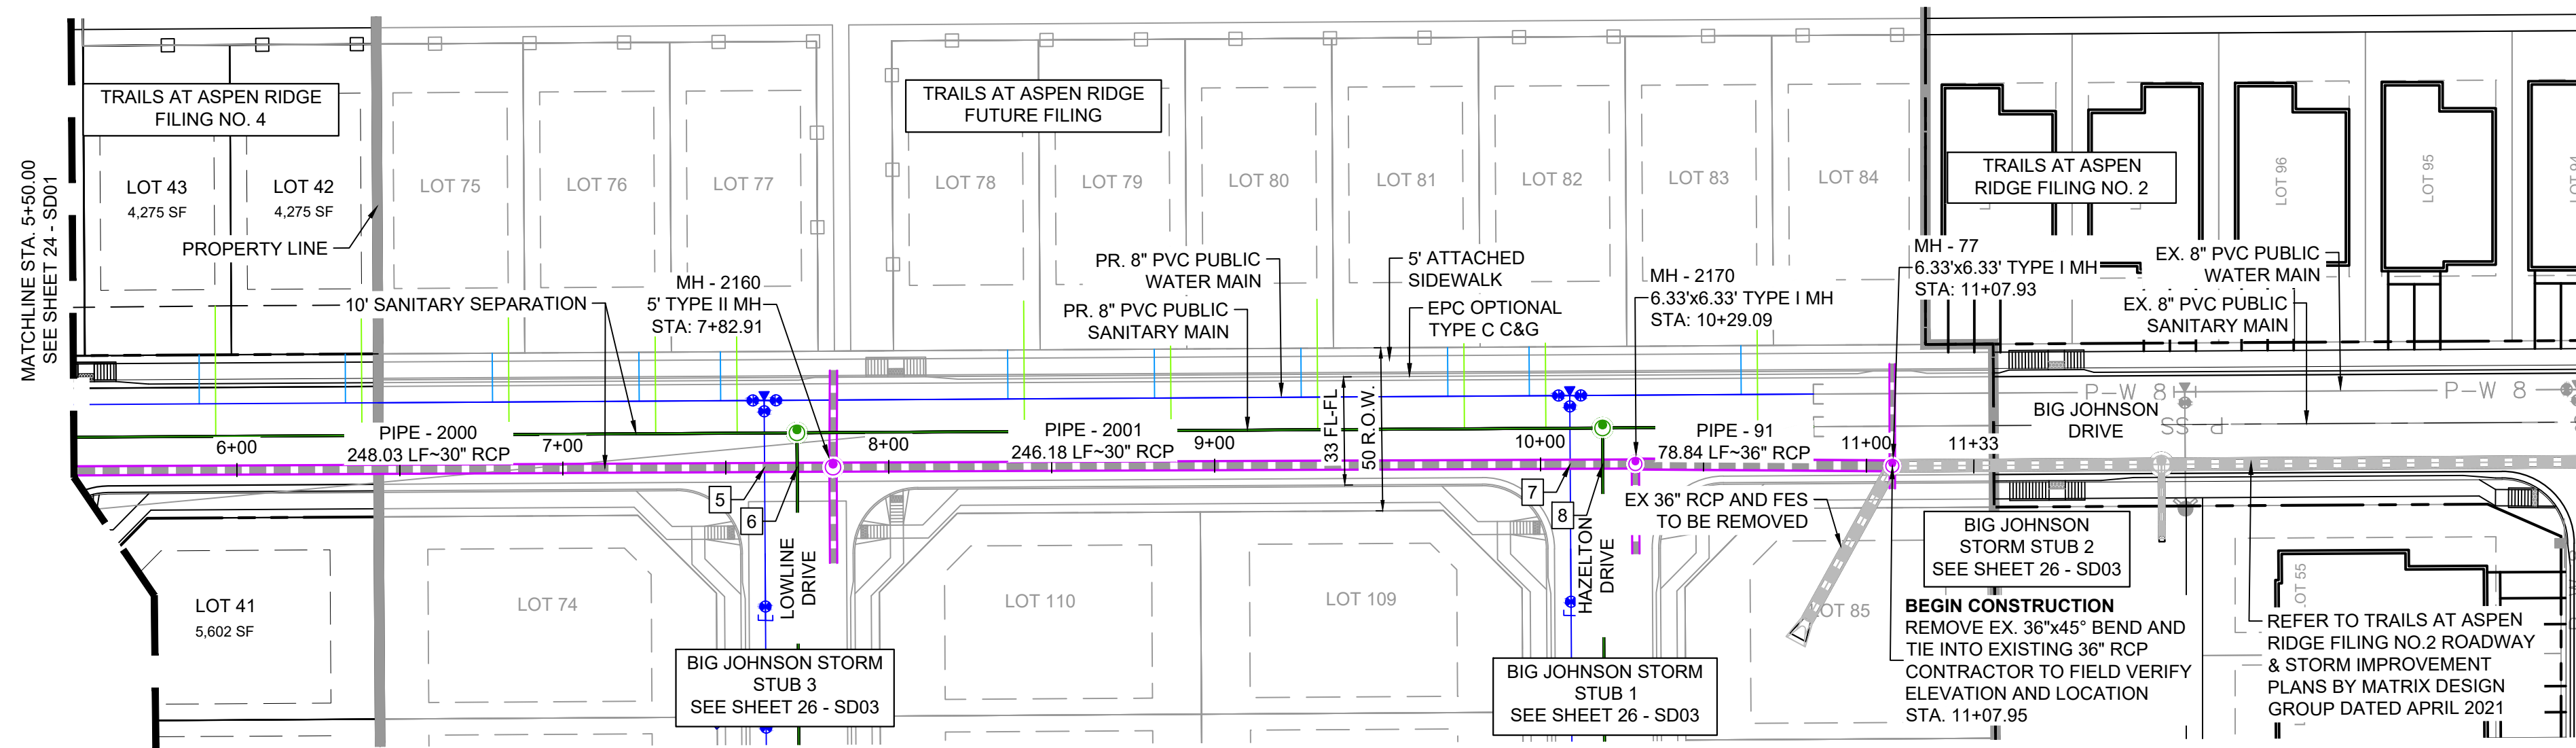 MATCHLINE STA. 5+50.00
SEE SHEET 24 - SD01
TRAILS AT ASPEN RIDGE
FILING NO. 4
LOT 43
4,275 SF
LOT 42
4,275 SF
PROPERTY LINE
LOT 75
LOT 76
LOT 77
TRAILS AT ASPEN RIDGE
FUTURE FILING
LOT 78
LOT 79
LOT 80
LOT 81
LOT 82
LOT 83
LOT 84
TRAILS AT ASPEN
RIDGE FILING NO. 2
LOT 96
LOT 95
10' SANITARY SEPARATION
MH - 2160
5' TYPE II MH
STA: 7+82.91
PR. 8" PVC PUBLIC
WATER MAIN
PR. 8" PVC PUBLIC
SANITARY MAIN
5' ATTACHED
SIDEWALK
EPC OPTIONAL
TYPE C C&G
MH - 2170
6.33'x6.33' TYPE I MH
STA: 10+29.09
MH - 77
6.33'x6.33' TYPE I MH
STA: 11+07.93
EX. 8" PVC PUBLIC
WATER MAIN
EX. 8" PVC PUBLIC
SANITARY MAIN
P-W 8
P-W 8
BIG JOHNSON
DRIVE
P-SS
6+00
PIPE - 2000
248.03 LF~30" RCP
7+00
8+00
PIPE - 2001
246.18 LF~30" RCP
9+00
33 FL-FL
50 R.O.W.
10+00
PIPE - 91
78.84 LF~36" RCP
11+00
11+33
5
6
7
8
LOWLINE
DRIVE
HAZELTON
DRIVE
EX 36" RCP AND FES
TO BE REMOVED
BIG JOHNSON
STORM STUB 2
SEE SHEET 26 - SD03
LOT 41
5,602 SF
LOT 74
LOT 110
LOT 109
LOT 85
LOT 55
BIG JOHNSON STORM
STUB 3
SEE SHEET 26 - SD03
BIG JOHNSON STORM
STUB 1
SEE SHEET 26 - SD03
BEGIN CONSTRUCTION
REMOVE EX. 36"x45° BEND AND
TIE INTO EXISTING 36" RCP
CONTRACTOR TO FIELD VERIFY
ELEVATION AND LOCATION
STA. 11+07.95
REFER TO TRAILS AT ASPEN
RIDGE FILING NO.2 ROADWAY
& STORM IMPROVEMENT
PLANS BY MATRIX DESIGN
GROUP DATED APRIL 2021